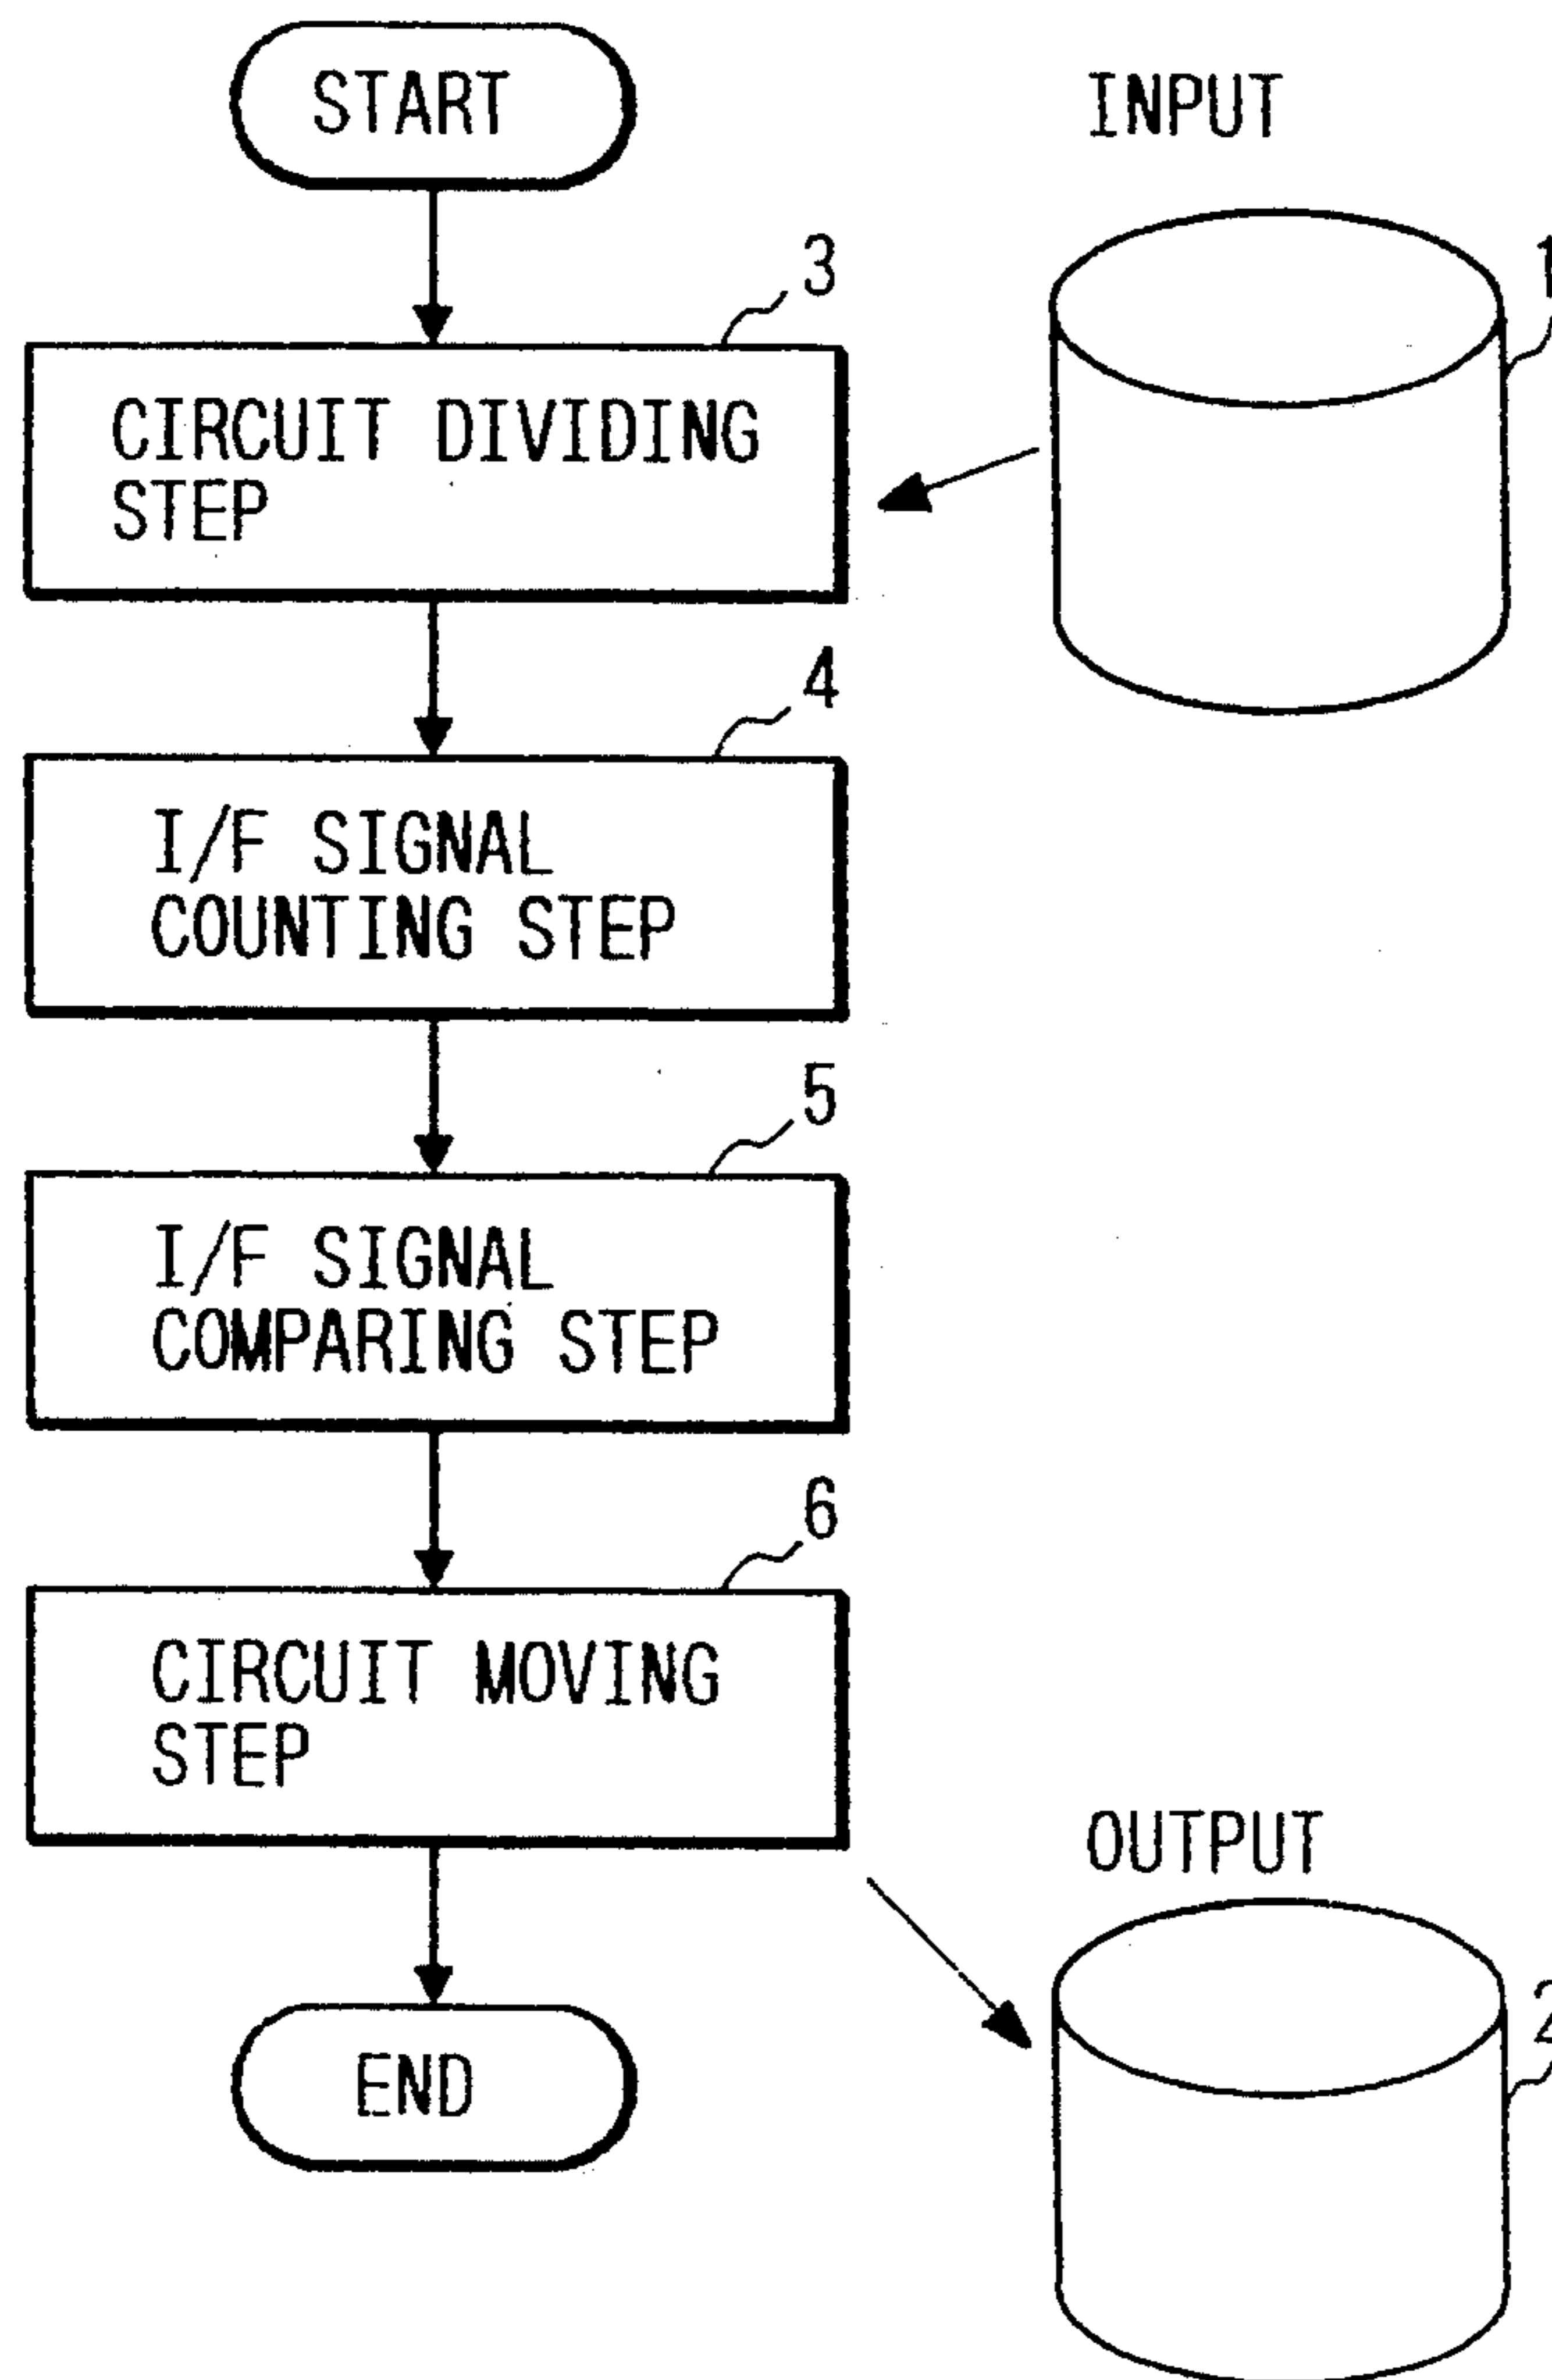 START
INPUT
3
1
CIRCUIT DIVIDING
STEP
4
I/F SIGNAL
COUNTING STEP
5
I/F SIGNAL
COMPARING STEP
6
CIRCUIT MOVING
STEP
OUTPUT
2
END